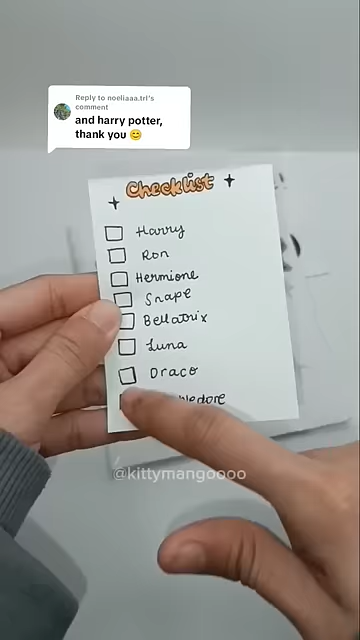 Reply to noeliaaa.trl's
comment
and harry potter,
thank you 😊
Checklist
Harry
Ron
Hermione
Snape
Bellatrix
Luna
Draco
@kittymangoooo